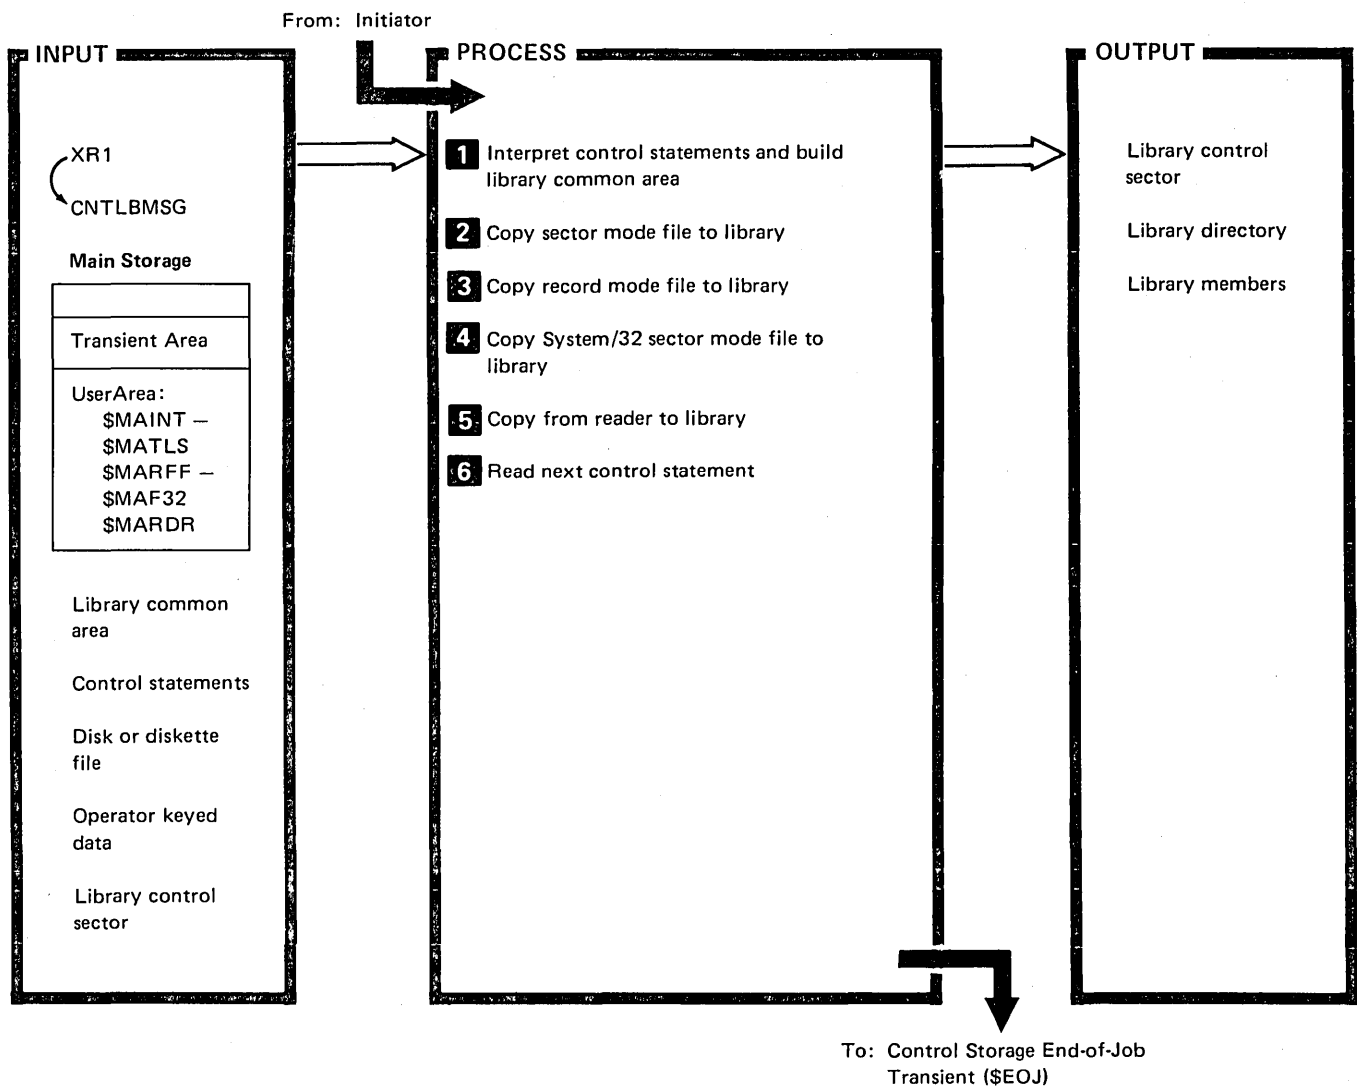 From: Initiator
INPUT
XR1
CNTLBMSG
Main Storage
Transient Area
UserArea:
$MAINT –
$MATLS
$MARFF –
$MAF32
$MARDR
Library common
area
Control statements
Disk or diskette
file
Operator keyed
data
Library control
sector
PROCESS
1 Interpret control statements and build
library common area
2 Copy sector mode file to library
3 Copy record mode file to library
4 Copy System/32 sector mode file to
library
5 Copy from reader to library
6 Read next control statement
OUTPUT
Library control
sector
Library directory
Library members
To: Control Storage End-of-Job
Transient ($EOJ)